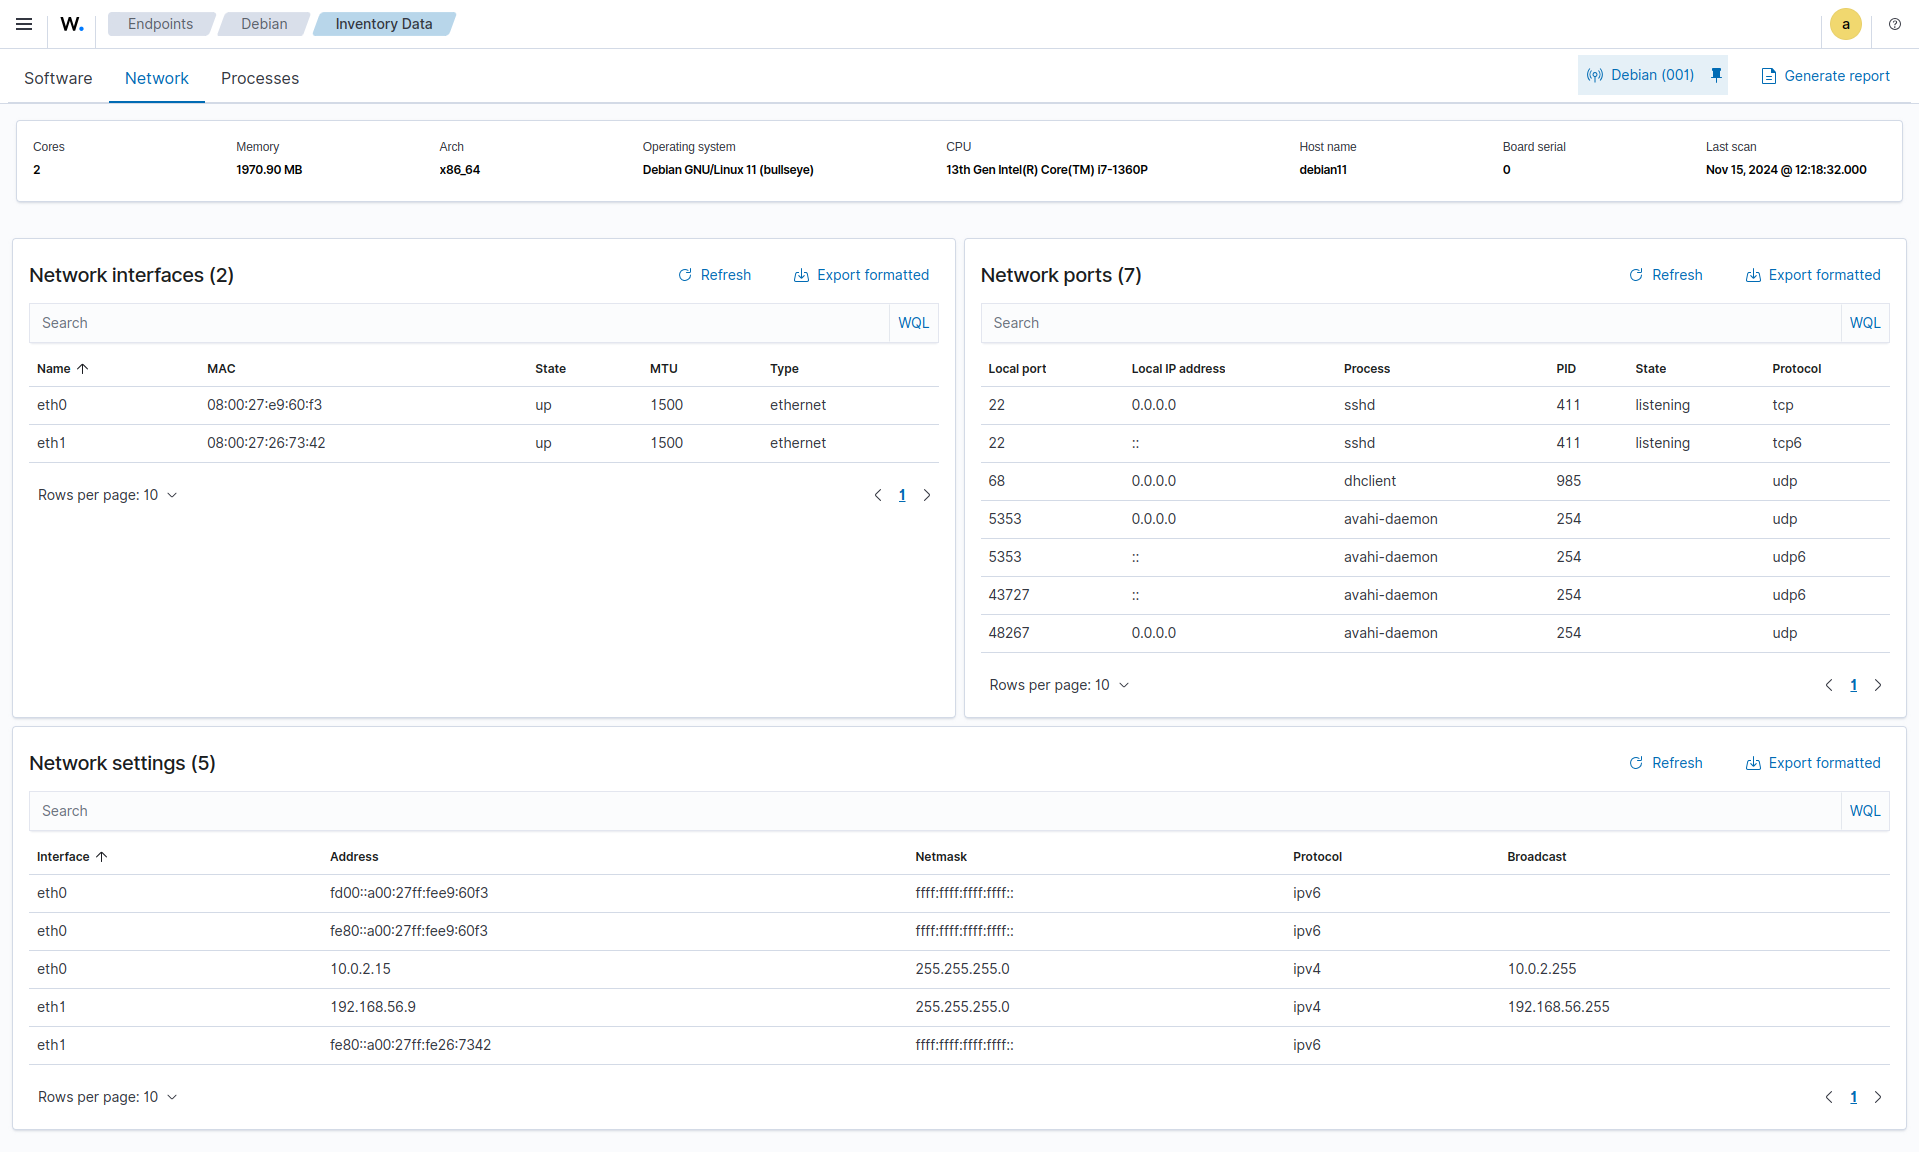 W. Endpoints Debian Inventory Data a
Software Network Processes Debian (001) Generate report
Cores Memory Arch Operating system CPU Host name Board serial Last scan
2 1970.90 MB x86_64 Debian GNU/Linux 11 (bullseye) 13th Gen Intel(R) Core(TM) i7-1360P debian11 0 Nov 15, 2024 @ 12:18:32.000
Network interfaces (2) Refresh Export formatted
Search WQL
Name MAC State MTU Type
eth0 08:00:27:e9:60:f3 up 1500 ethernet
eth1 08:00:27:26:73:42 up 1500 ethernet
Rows per page: 10 1
Network ports (7) Refresh Export formatted
Search WQL
Local port Local IP address Process PID State Protocol
22 0.0.0.0 sshd 411 listening tcp
22 :: sshd 411 listening tcp6
68 0.0.0.0 dhclient 985 udp
5353 0.0.0.0 avahi-daemon 254 udp
5353 :: avahi-daemon 254 udp6
43727 :: avahi-daemon 254 udp6
48267 0.0.0.0 avahi-daemon 254 udp
Rows per page: 10 1
Network settings (5) Refresh Export formatted
Search WQL
Interface Address Netmask Protocol Broadcast
eth0 fd00::a00:27ff:fee9:60f3 ffff:ffff:ffff:ffff:: ipv6
eth0 fe80::a00:27ff:fee9:60f3 ffff:ffff:ffff:ffff:: ipv6
eth0 10.0.2.15 255.255.255.0 ipv4 10.0.2.255
eth1 192.168.56.9 255.255.255.0 ipv4 192.168.56.255
eth1 fe80::a00:27ff:fe26:7342 ffff:ffff:ffff:ffff:: ipv6
Rows per page: 10 1